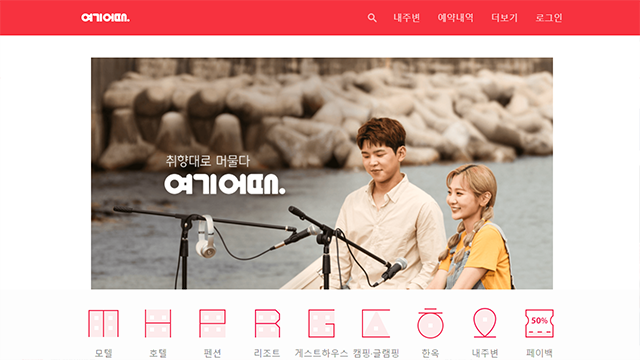 여기어때.
내주변 예약내역 더보기 로그인
취향대로 머물다
여기어때.
M H P R G C
50%
모텔 호텔 펜션 리조트 게스트하우스 캠핑·글램핑 한옥 내주변 페이백